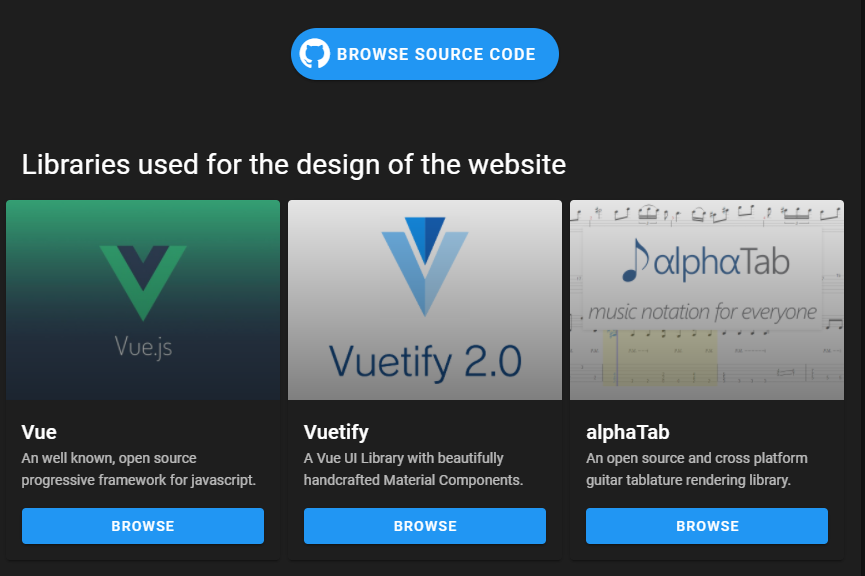 BROWSE SOURCE CODE
Libraries used for the design of the website
Vue.js
Vuetify 2.0
alphaTab
music notation for everyone
Vue
An well known, open source
progressive framework for javascript.
BROWSE
Vuetify
A Vue UI Library with beautifully
handcrafted Material Components.
BROWSE
alphaTab
An open source and cross platform
guitar tablature rendering library.
BROWSE